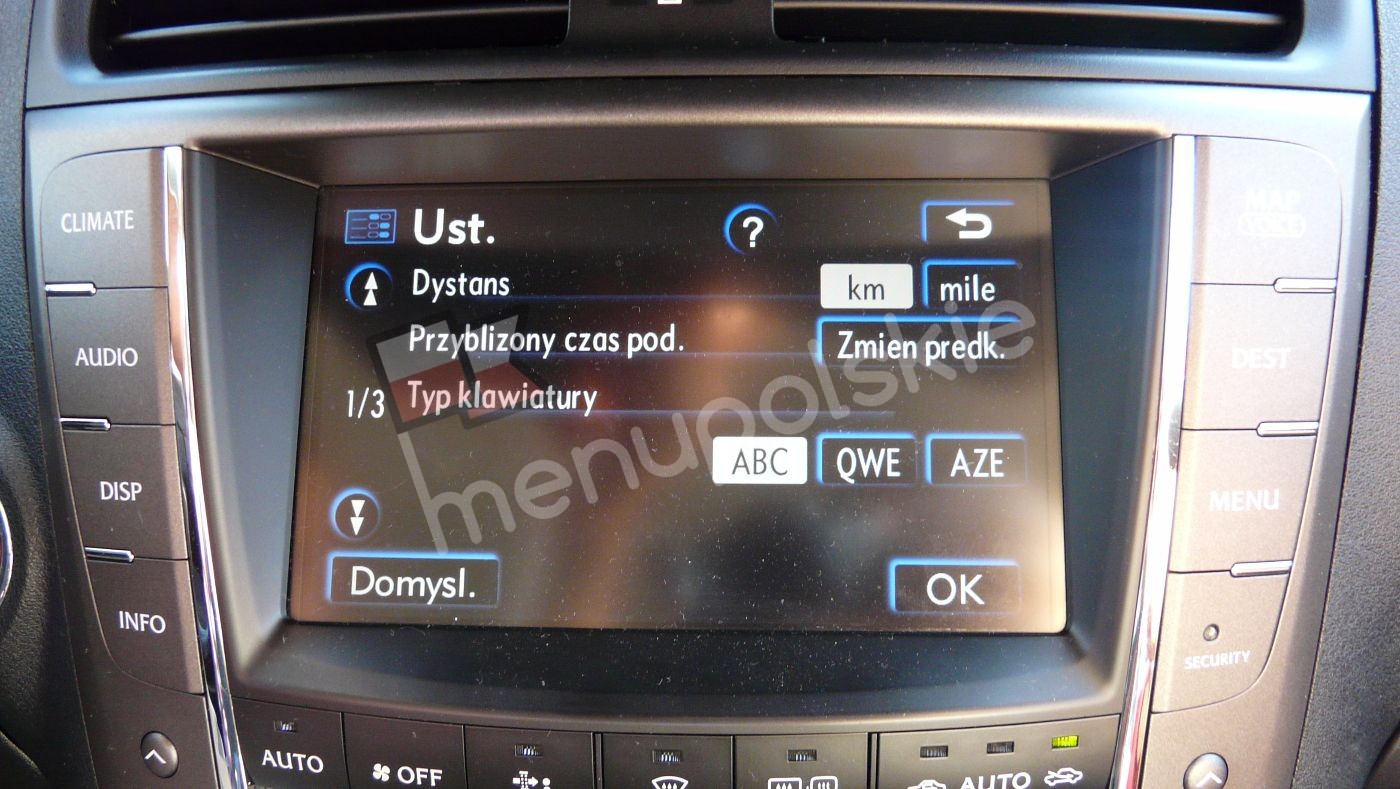 CLIMATE
AUDIO
DISP
INFO
Ust.
?
Dystans
km
mile
Przyblizony czas pod.
Zmien predk.
1/3
Typ klawiatury
ABC
QWE
AZE
Domysl.
OK
menupolskie
MAP
DEST
MENU
SECURITY
AUTO
OFF
AUTO